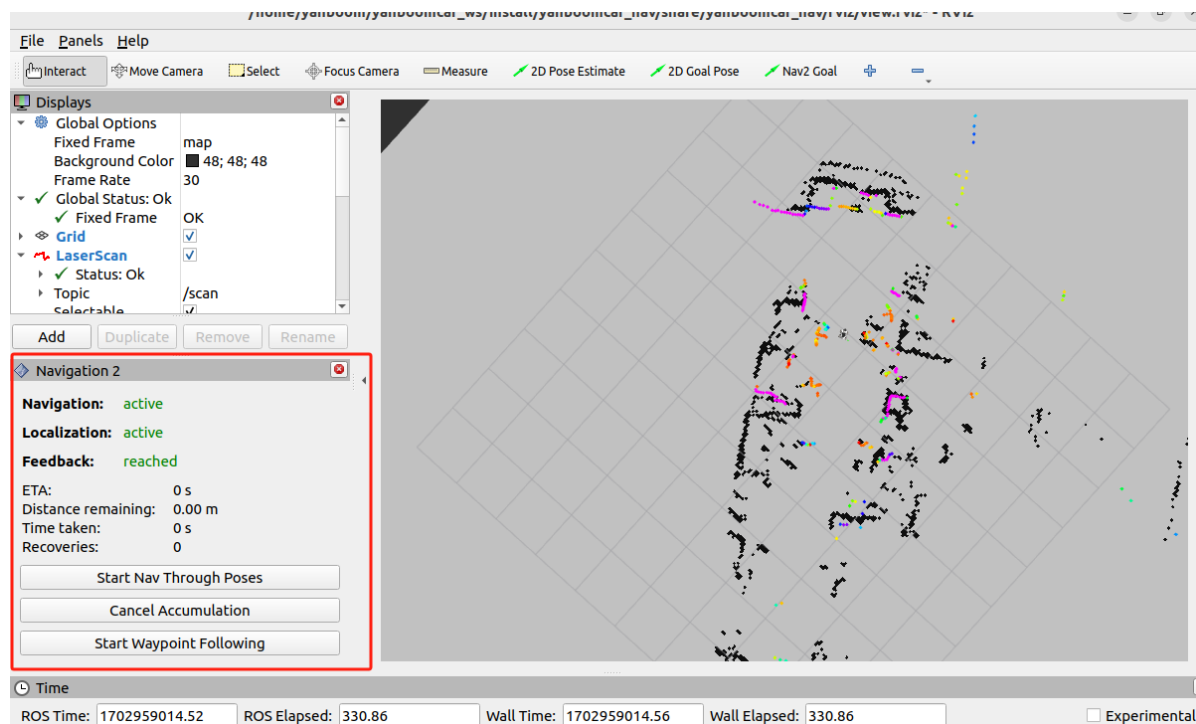 /home/yahboom/yahboomcar_ws/install/yahboomcar_nav/share/yahboomcar_nav/rviz/view.rviz* - RViz
File Panels Help
Interact Move Camera Select Focus Camera Measure 2D Pose Estimate 2D Goal Pose Nav2 Goal
Displays
Global Options
Fixed Frame map
Background Color 48; 48; 48
Frame Rate 30
Global Status: Ok
Fixed Frame OK
Grid
LaserScan
Status: Ok
Topic /scan
Selectable
Add Duplicate Remove Rename
Navigation 2
Navigation: active
Localization: active
Feedback: reached
ETA: 0 s
Distance remaining: 0.00 m
Time taken: 0 s
Recoveries: 0
Start Nav Through Poses
Cancel Accumulation
Start Waypoint Following
Time
ROS Time: 1702959014.52 ROS Elapsed: 330.86 Wall Time: 1702959014.56 Wall Elapsed: 330.86 Experimental